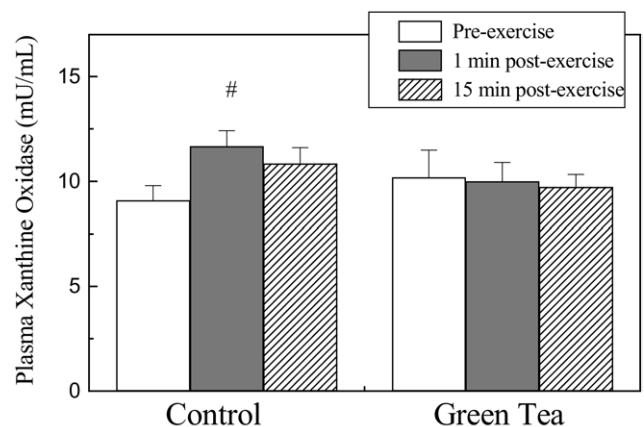 Pre-exercise
1 min post-exercise
15 min post-exercise
Plasma Xanthine Oxidase (mU/mL)
15
#
10
5
0
Control
Green Tea